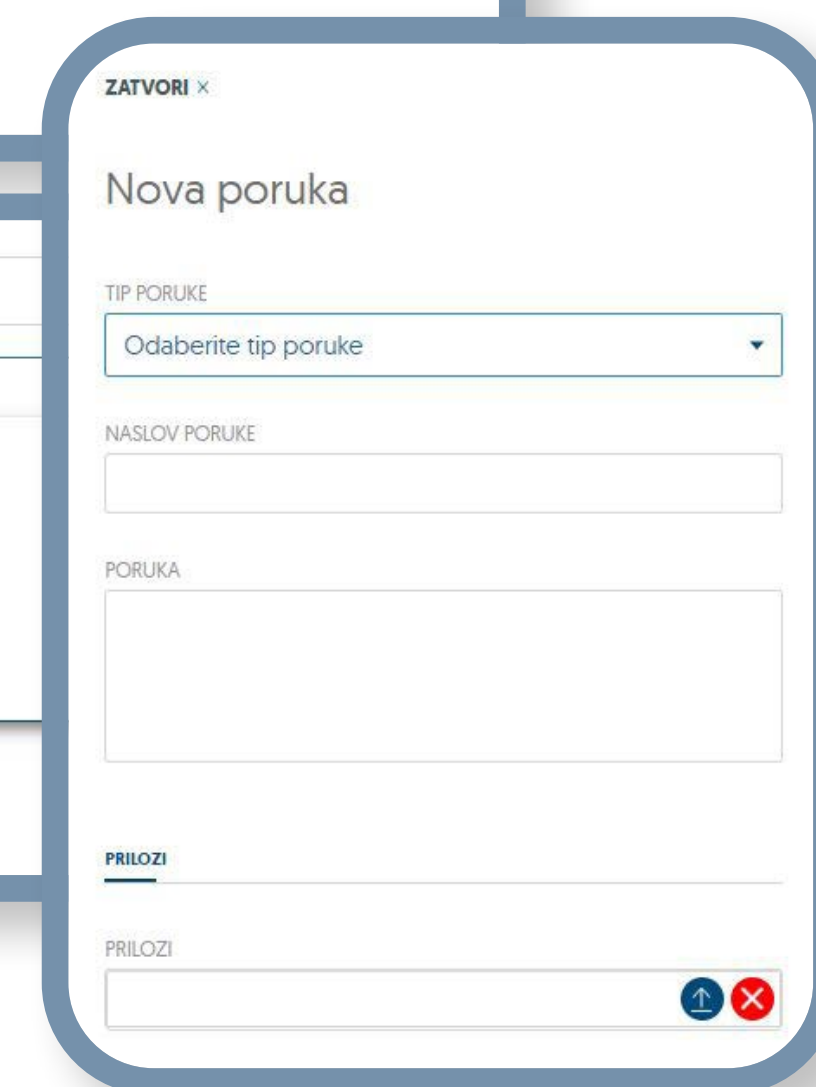 ZATVORI ×
Nova poruka
TIP PORUKE
Odaberite tip poruke
NASLOV PORUKE
PORUKA
PRILOZI
PRILOZI